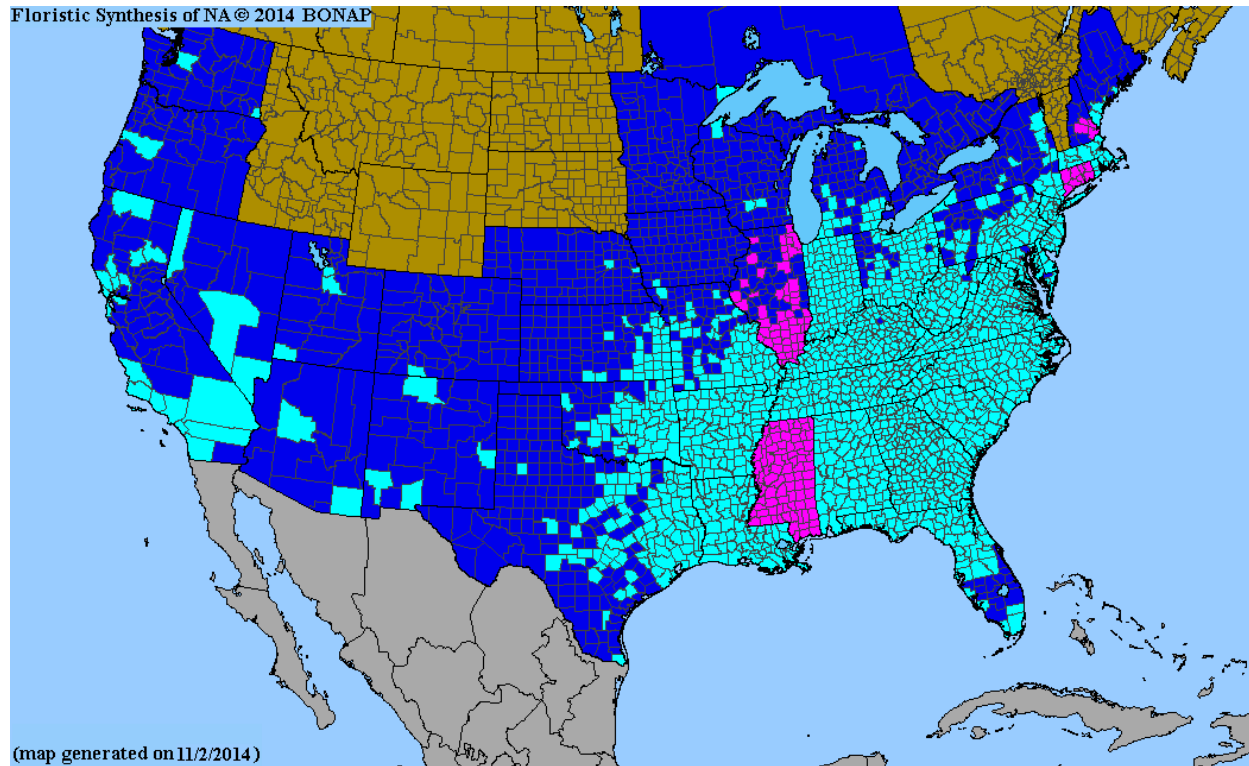 Floristic Synthesis of NA © 2014 BONAP
(map generated on 11/2/2014)